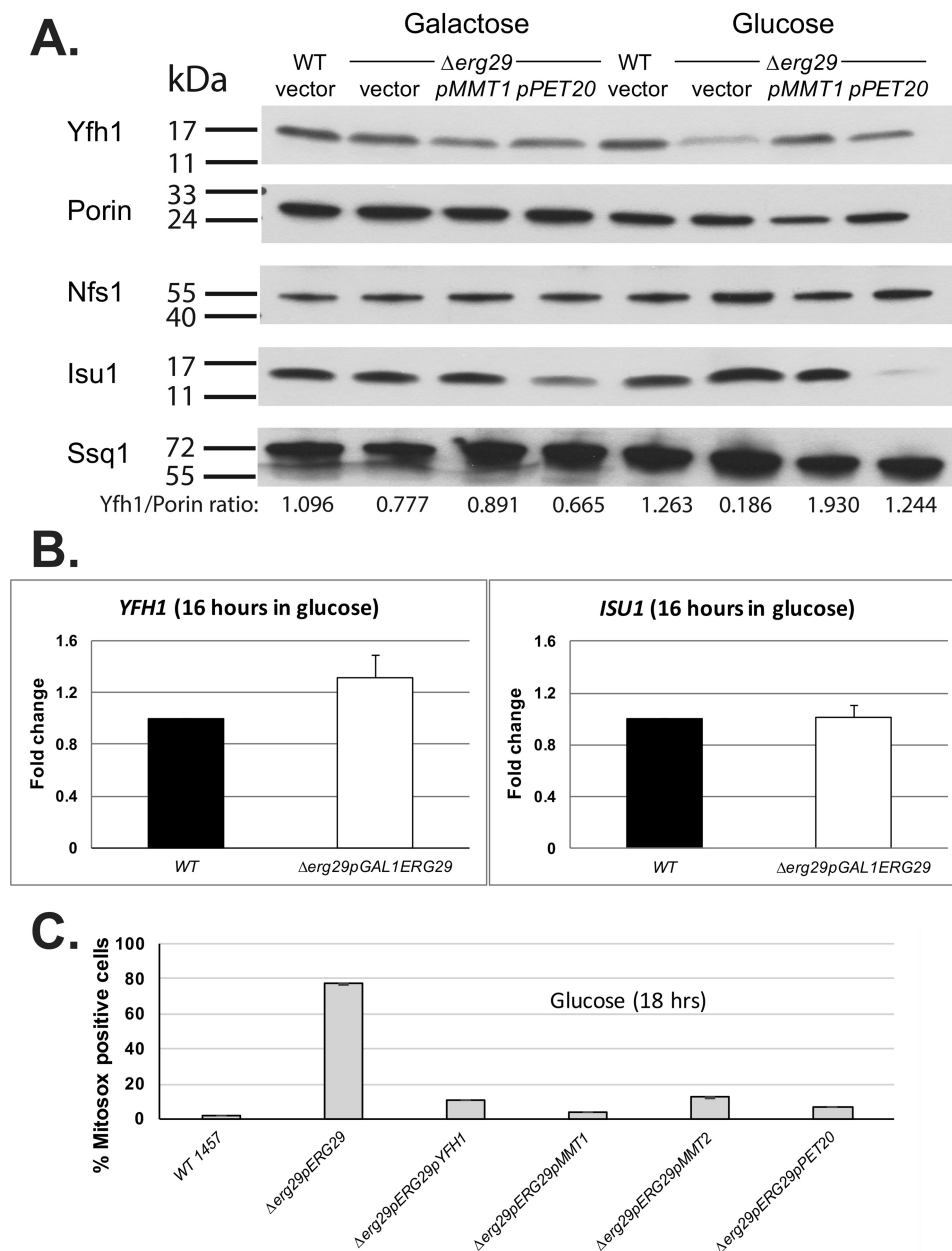 A.
Galactose Glucose
WT Δerg29 WT Δerg29
kDa
vector vector pMMT1 pPET20 vector vector pMMT1 pPET20
Yfh1 17
11
Porin 33
24
Nfs1 55
40
Isu1 17
11
Ssq1 72
55
Yfh1/Porin ratio: 1.096 0.777 0.891 0.665 1.263 0.186 1.930 1.244
B.
YFH1 (16 hours in glucose)
Fold change
1.6
1.2
0.8
0.4
0
WT Δerg29pGAL1ERG29
ISU1 (16 hours in glucose)
Fold change
1.6
1.2
0.8
0.4
0
WT Δerg29pGAL1ERG29
C.
% Mitosox positive cells
100
80
60
40
20
0
Glucose (18 hrs)
WT 1457
Δerg29pERG29
Δerg29pERG29pYFH1
Δerg29pERG29pMMT1
Δerg29pERG29pMMT2
Δerg29pERG29pPET20